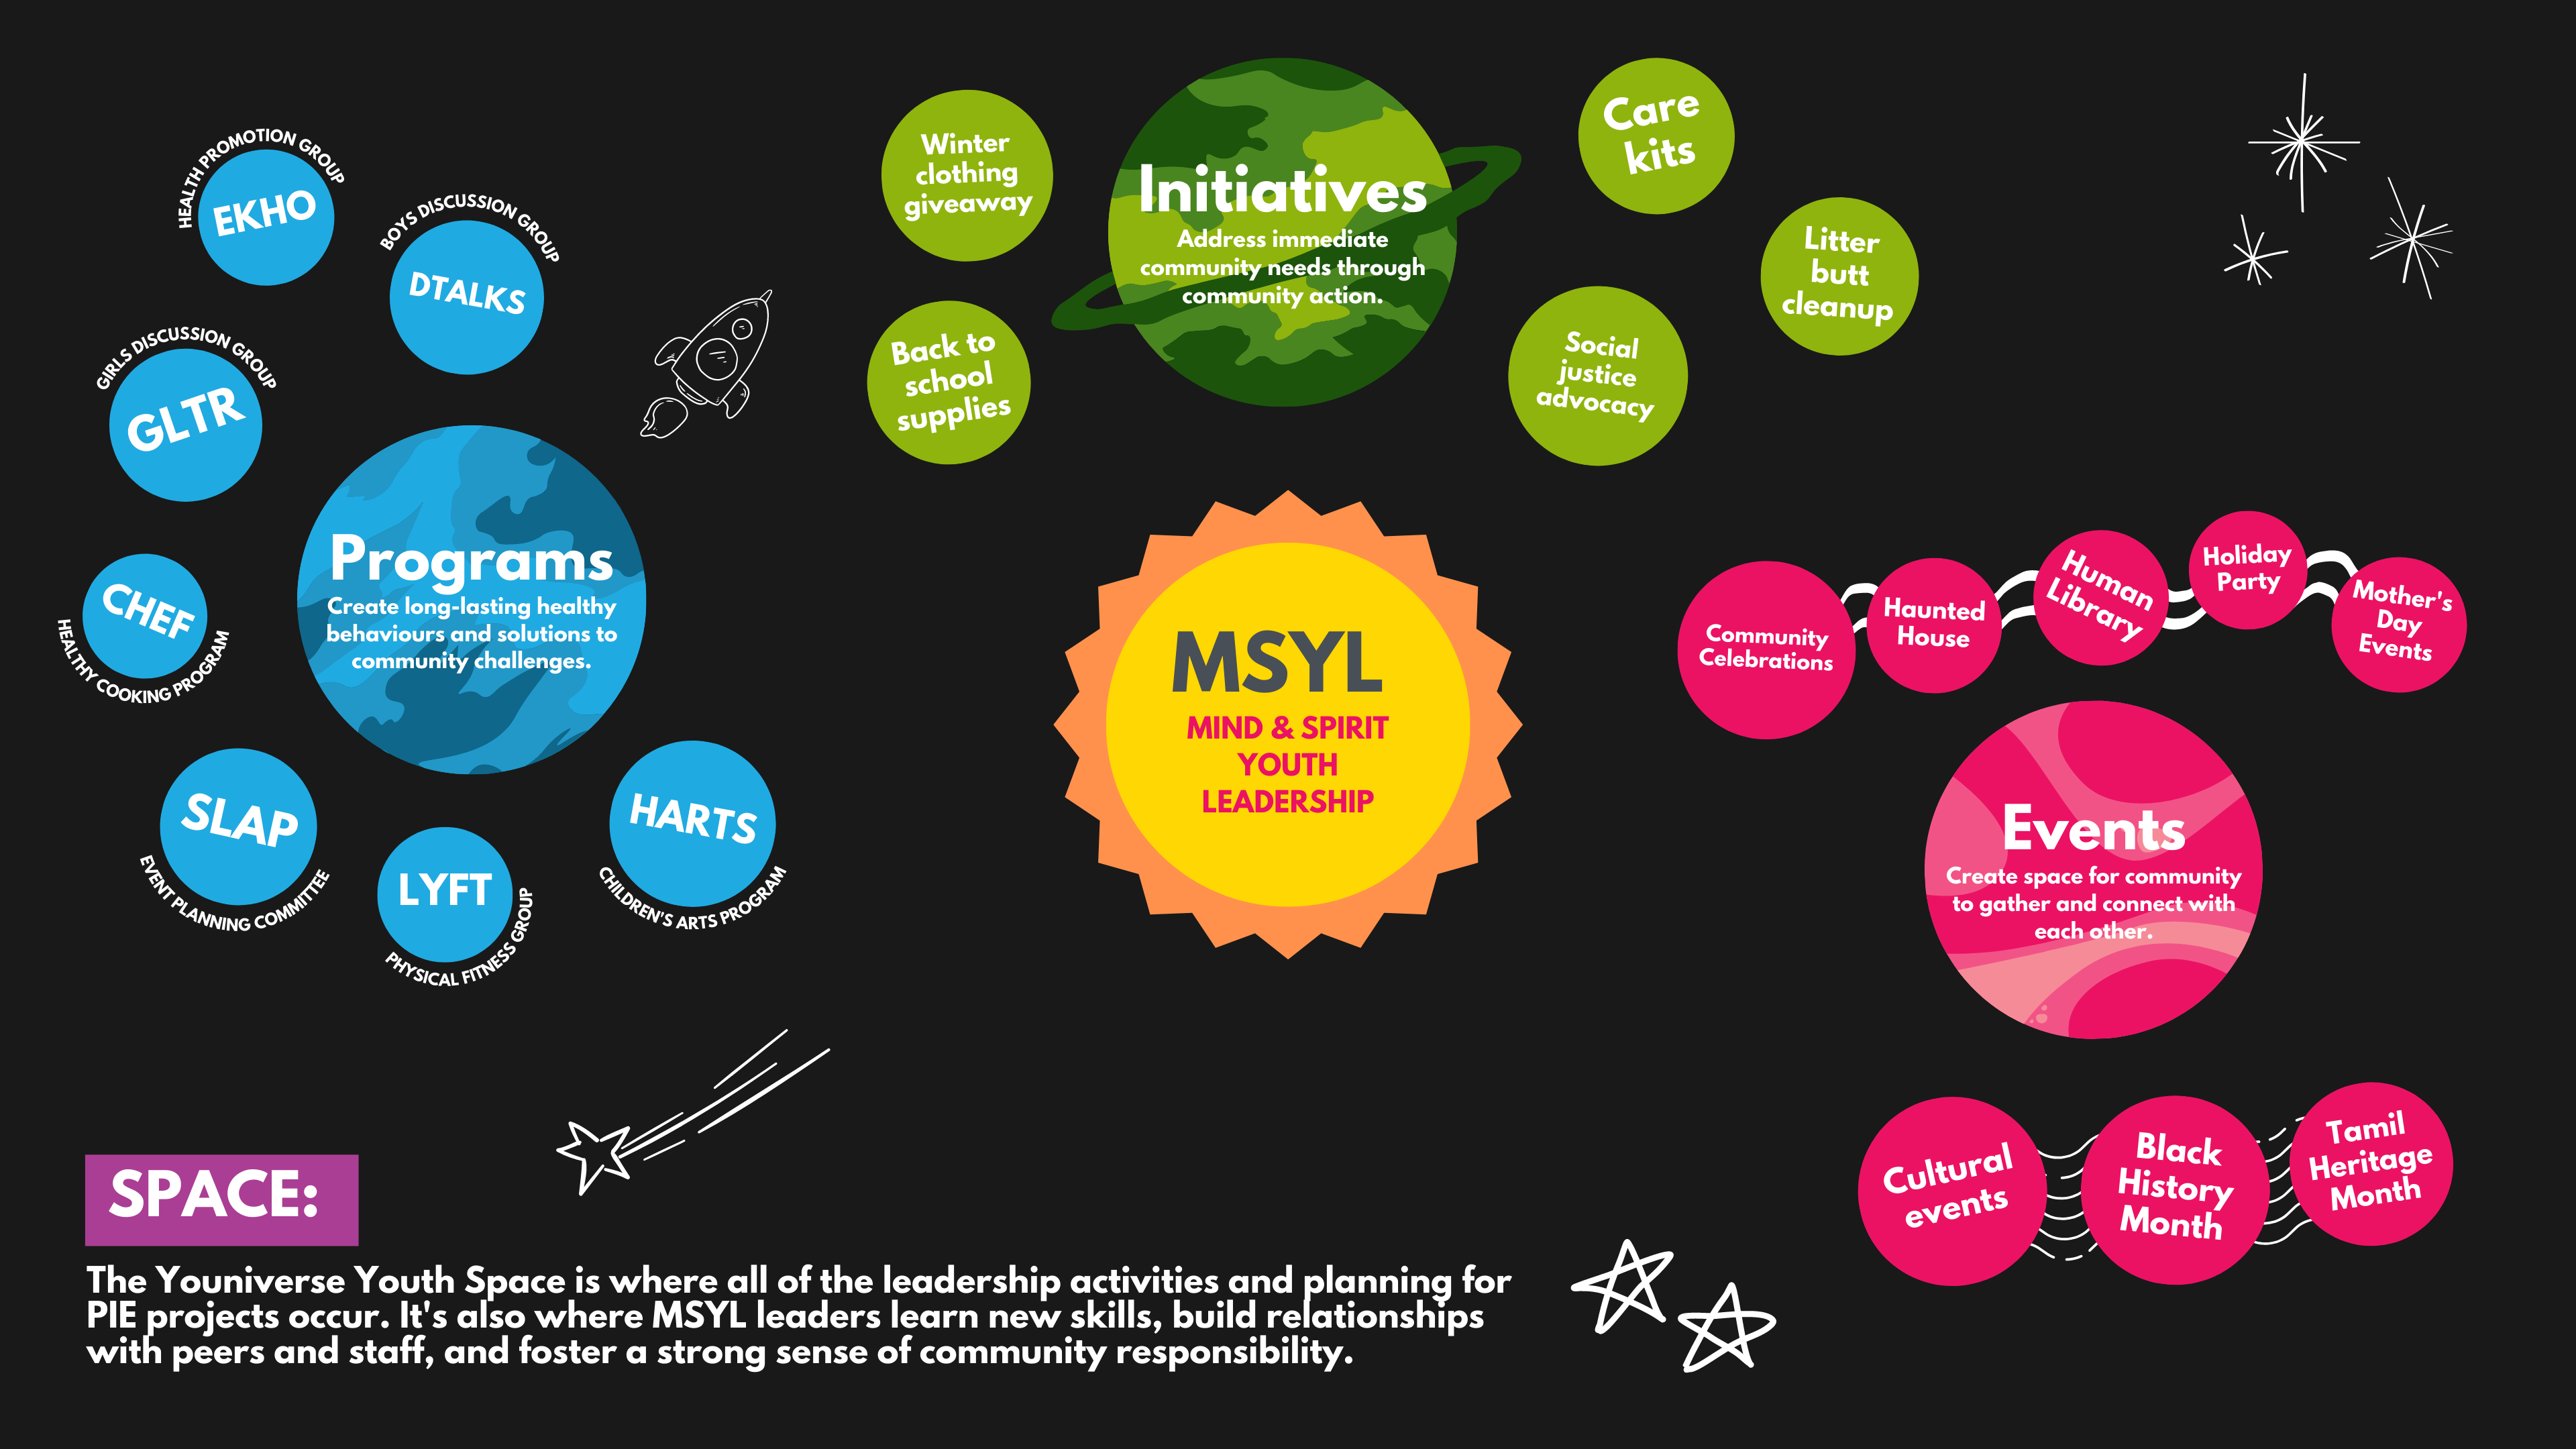 HEALTH PROMOTION GROUP
EKHO
BOYS DISCUSSION GROUP
DTALKS
GIRLS DISCUSSION GROUP
GLTR
CHEF
HEALTHY COOKING PROGRAM
Programs
Create long-lasting healthy
behaviours and solutions to
community challenges.
SLAP
EVENT PLANNING COMMITTEE
LYFT
PHYSICAL FITNESS GROUP
HARTS
CHILDREN'S ARTS PROGRAM
Winter
clothing
giveaway
Back to
school
supplies
Initiatives
Address immediate
community needs through
community action.
Care
kits
Litter
butt
cleanup
Social
justice
advocacy
MSYL
MIND & SPIRIT
YOUTH
LEADERSHIP
Community
Celebrations
Haunted
House
Human
Library
Holiday
Party
Mother's
Day
Events
Events
Create space for community
to gather and connect with
each other.
Cultural
events
Black
History
Month
Tamil
Heritage
Month
SPACE:
The Youniverse Youth Space is where all of the leadership activities and planning for
PIE projects occur. It's also where MSYL leaders learn new skills, build relationships
with peers and staff, and foster a strong sense of community responsibility.